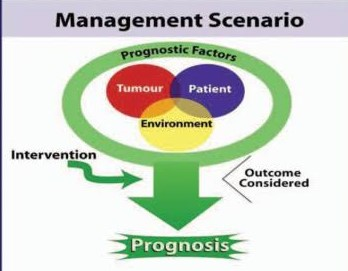 Management Scenario
Prognostic Factors
Tumour
Patient
Environment
Intervention
Outcome
Considered
Prognosis